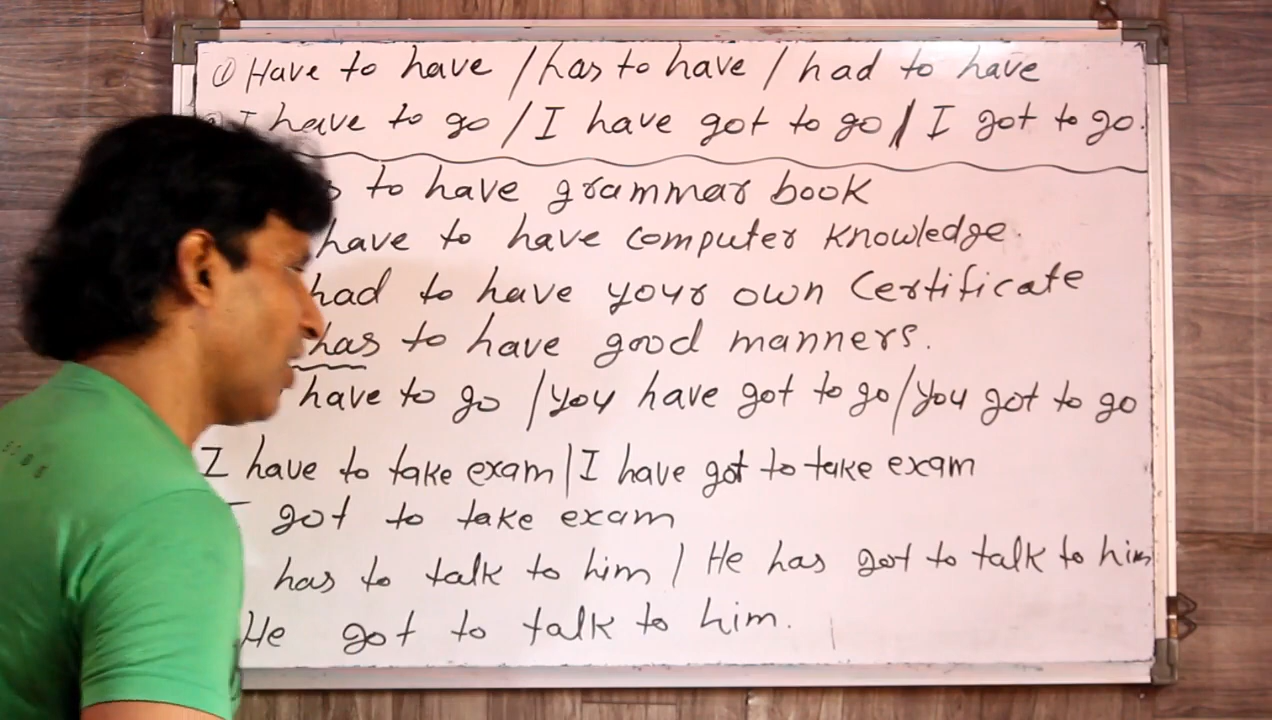 ① Have to have / has to have / had to have
I have to go / I have got to go / I got to go.
to have grammar book
have to have computer knowledge.
had to have your own Certificate
has to have good manners.
have to go / you have got to go / you got to go
I have to take exam | I have got to take exam
I got to take exam
has to talk to him / He has got to talk to him
He got to talk to him.